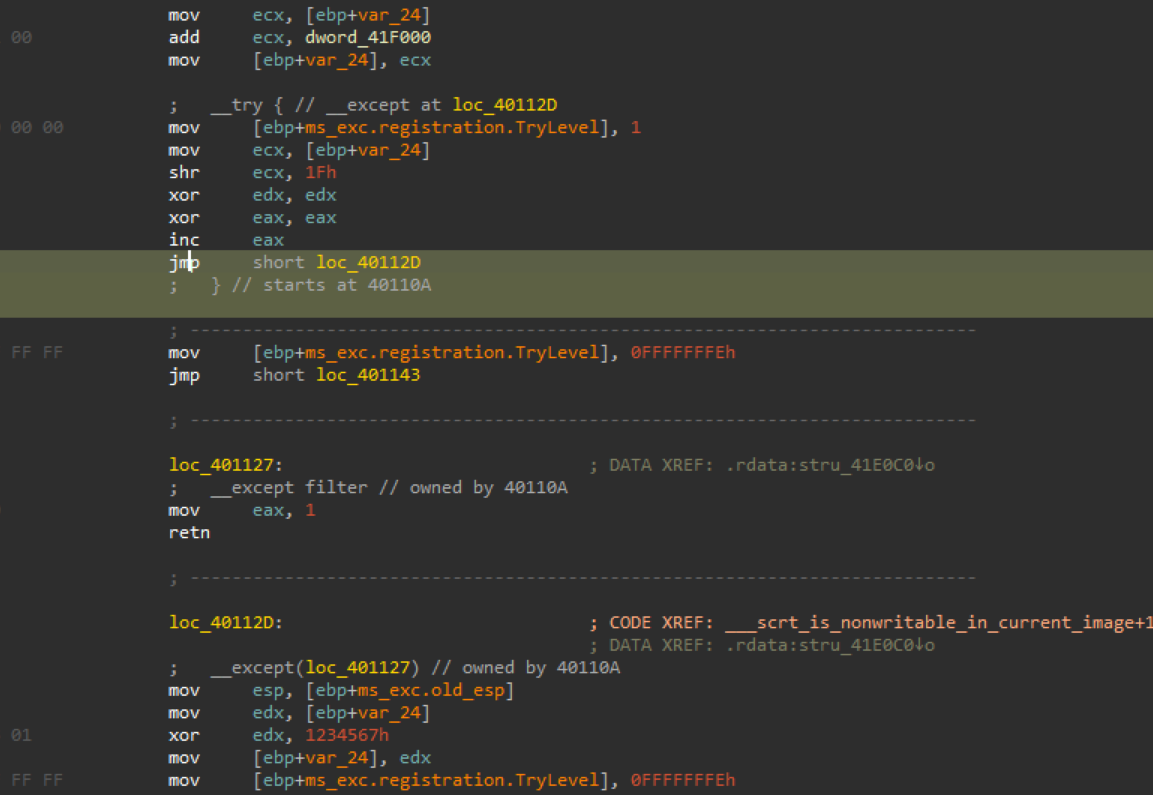 mov ecx, [ebp+var_24]
00 add ecx, dword_41F000
mov [ebp+var_24], ecx
; __try { // __except at loc_40112D
00 00 mov [ebp+ms_exc.registration.TryLevel], 1
mov ecx, [ebp+var_24]
shr ecx, 1Fh
xor edx, edx
xor eax, eax
inc eax
jmp short loc_40112D
; } // starts at 40110A
; ---------------------------------------------------------------------------
FF FF mov [ebp+ms_exc.registration.TryLevel], 0FFFFFFFEh
jmp short loc_401143
; ---------------------------------------------------------------------------
loc_401127: ; DATA XREF: .rdata:stru_41E0C0↓o
; __except filter // owned by 40110A
mov eax, 1
retn
; ---------------------------------------------------------------------------
loc_40112D: ; CODE XREF: ___scrt_is_nonwritable_in_current_image+1
; DATA XREF: .rdata:stru_41E0C0↓o
; __except(loc_401127) // owned by 40110A
mov esp, [ebp+ms_exc.old_esp]
mov edx, [ebp+var_24]
01 xor edx, 1234567h
mov [ebp+var_24], edx
FF FF mov [ebp+ms_exc.registration.TryLevel], 0FFFFFFFEh